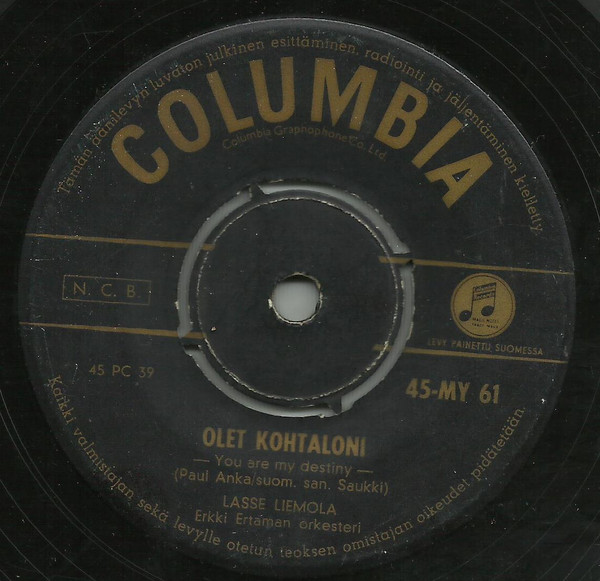 Tämän äänilevyn luvaton julkinen esittäminen, radiointi ja jäljentäminen kielletty.
COLUMBIA
Columbia Graphophone Co. Ltd.
N. C. B.
LEVY PAINETTU SUOMESSA
45 PC 39
45-MY 61
OLET KOHTALONI
— You are my destiny —
(Paul Anka/suom. san. Saukki)
LASSE LIEMOLA
Erkki Ertaman orkesteri
Kaikki valmistajan sekä levylle otetun teoksen omistajan oikeudet pidätetään.